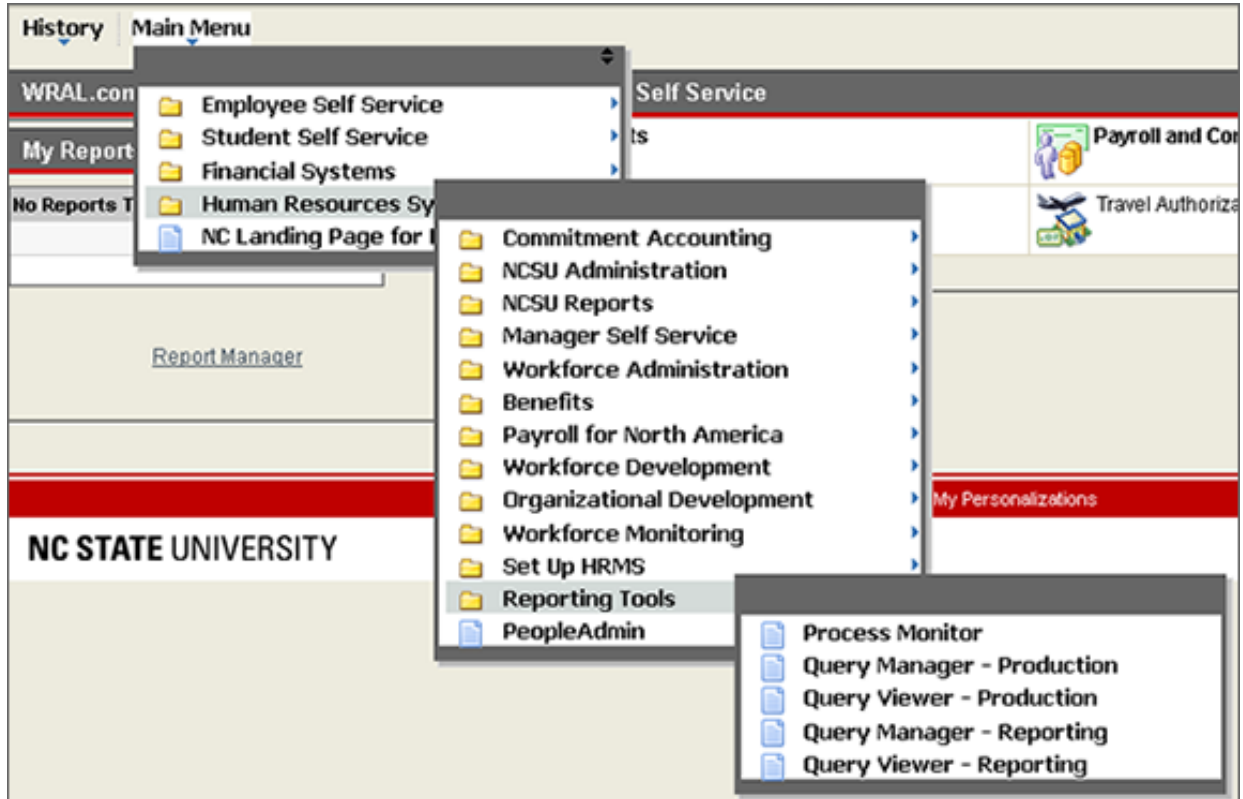 History
Main Menu
WRAL.con
Self Service
Employee Self Service
Student Self Service
Financial Systems
Human Resources Sy
NC Landing Page for
My Report
ts
Payroll and Cor
No Reports T
Travel Authoriza
Commitment Accounting
NCSU Administration
NCSU Reports
Manager Self Service
Workforce Administration
Benefits
Payroll for North America
Workforce Development
Organizational Development
Workforce Monitoring
Set Up HRMS
Reporting Tools
PeopleAdmin
Report Manager
My Personalizations
NC STATE UNIVERSITY
Process Monitor
Query Manager - Production
Query Viewer - Production
Query Manager - Reporting
Query Viewer - Reporting